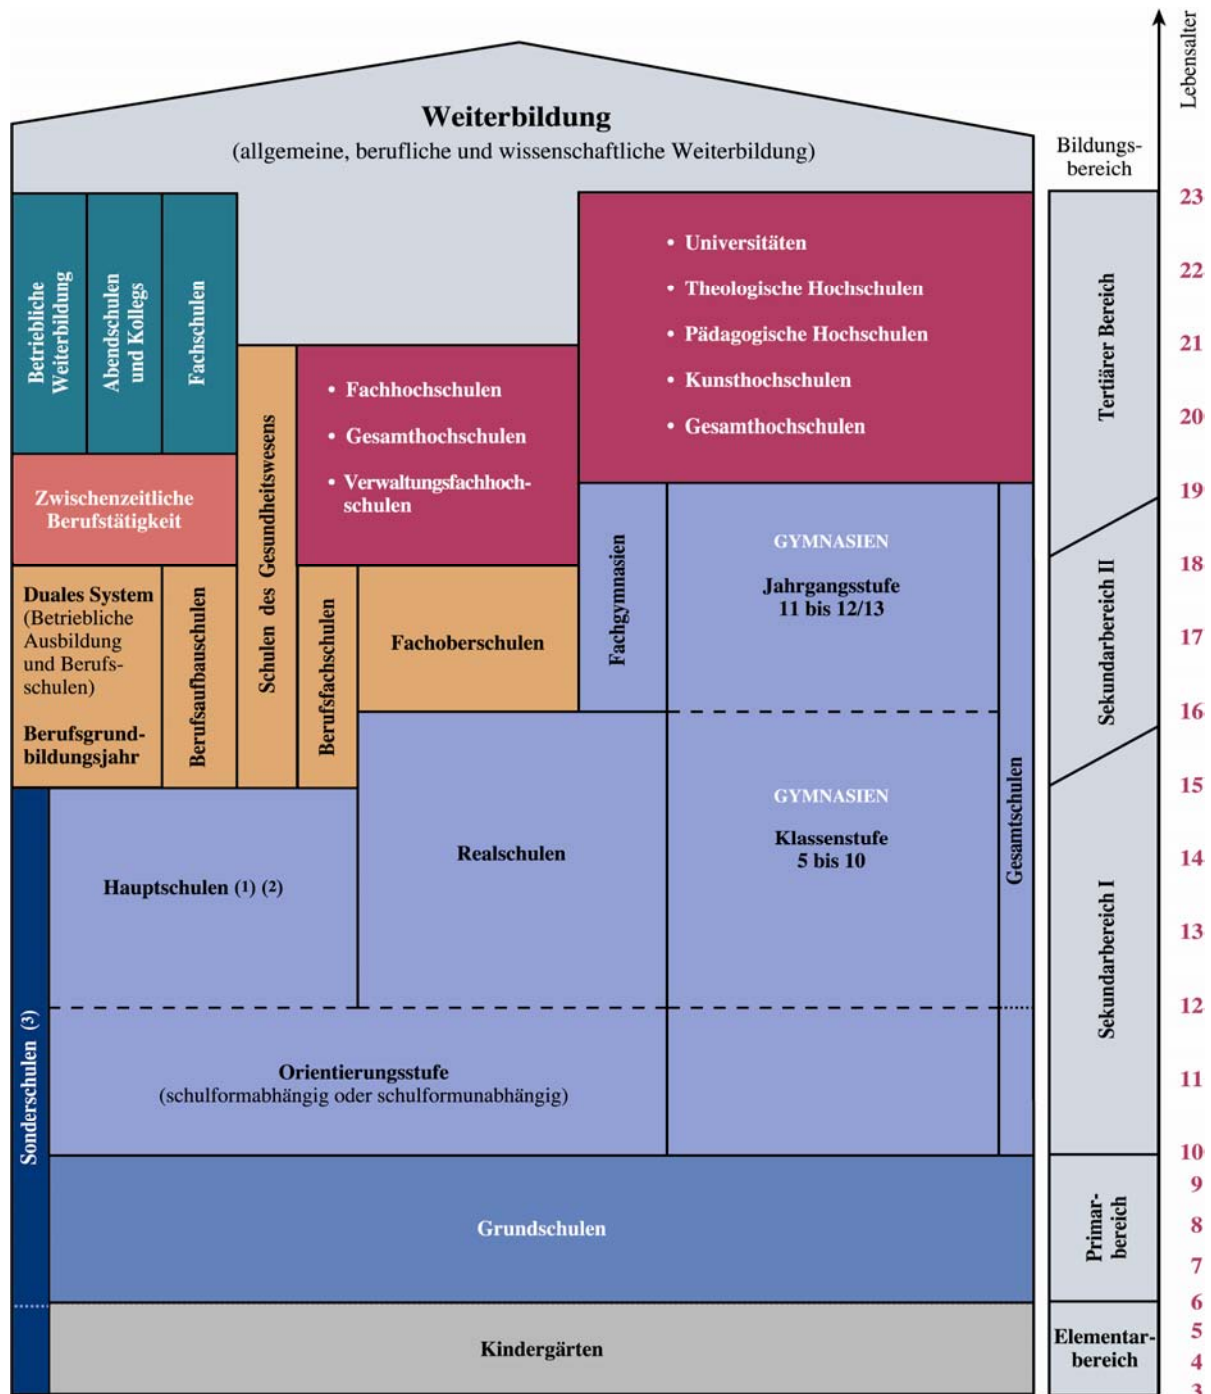 Lebensalter
Weiterbildung
(allgemeine, berufliche und wissenschaftliche Weiterbildung)
Bildungs-
bereich
Betriebliche
Weiterbildung
Abendschulen
und Kollegs
Fachschulen
• Universitäten
• Theologische Hochschulen
• Pädagogische Hochschulen
• Kunsthochschulen
• Gesamthochschulen
Tertiärer Bereich
23
22
21
20
19
18
17
16
15
14
13
12
11
10
9
8
7
6
5
4
3
Zwischenzeitliche
Berufstätigkeit
Schulen des Gesundheitswesens
• Fachhochschulen
• Gesamthochschulen
• Verwaltungsfachhoch-
schulen
Duales System
(Betriebliche
Ausbildung
und Berufs-
schulen)
Berufsgrund-
bildungsjahr
Berufsaufbauschulen
Berufsfachschulen
Fachoberschulen
Fachgymnasien
GYMNASIEN
Jahrgangsstufe
11 bis 12/13
Sekundarbereich II
Sonderschulen (3)
Hauptschulen (1) (2)
Realschulen
GYMNASIEN
Klassenstufe
5 bis 10
Gesamtschulen
Sekundarbereich I
Orientierungsstufe
(schulformabhängig oder schulformunabhängig)
Grundschulen
Primar-
bereich
Kindergärten
Elementar-
bereich